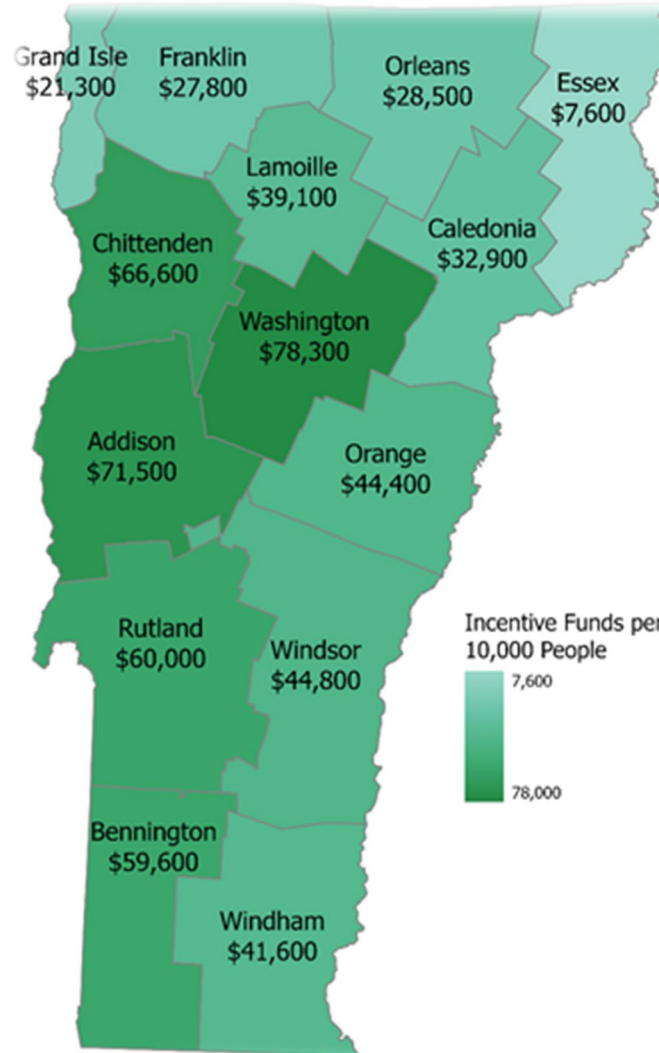 Grand Isle
$21,300
Franklin
$27,800
Orleans
$28,500
Essex
$7,600
Lamoille
$39,100
Caledonia
$32,900
Chittenden
$66,600
Washington
$78,300
Addison
$71,500
Orange
$44,400
Rutland
$60,000
Windsor
$44,800
Incentive Funds per
10,000 People
7,600
78,000
Bennington
$59,600
Windham
$41,600